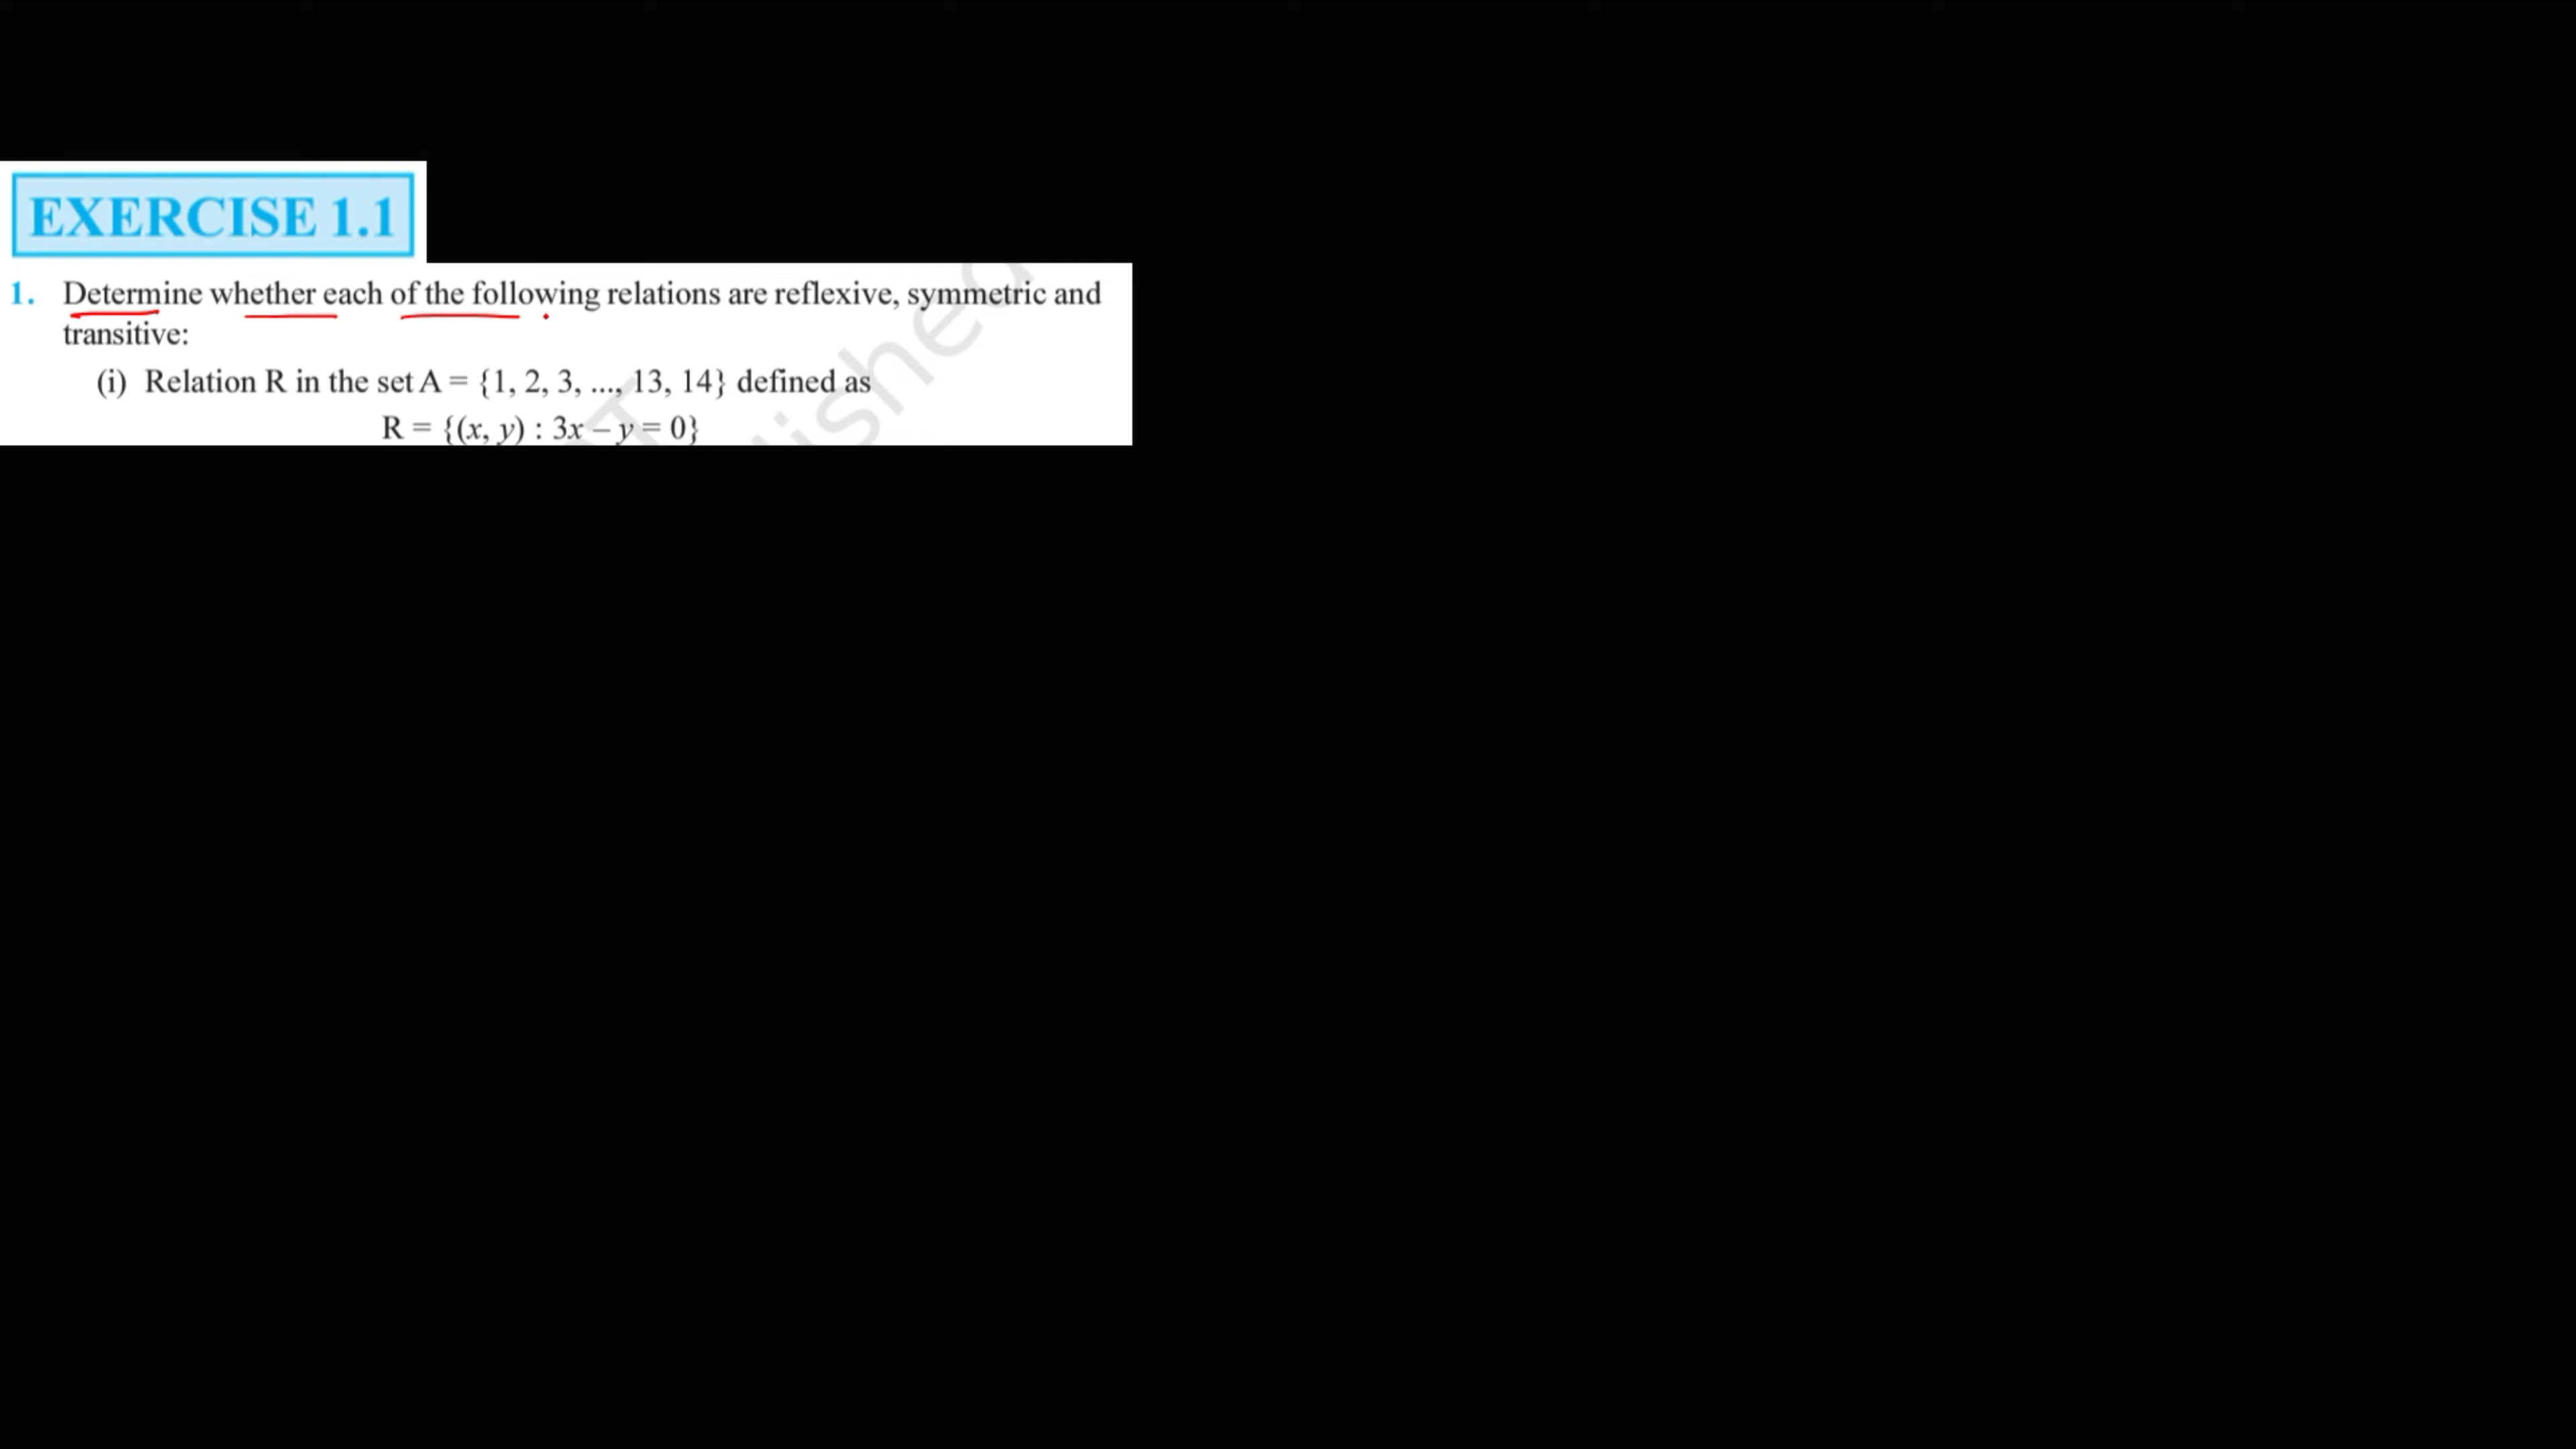 EXERCISE 1.1
1. Determine whether each of the following relations are reflexive, symmetric and
transitive:
(i) Relation R in the set A = {1, 2, 3, ..., 13, 14} defined as
R = {(x, y) : 3x – y = 0}